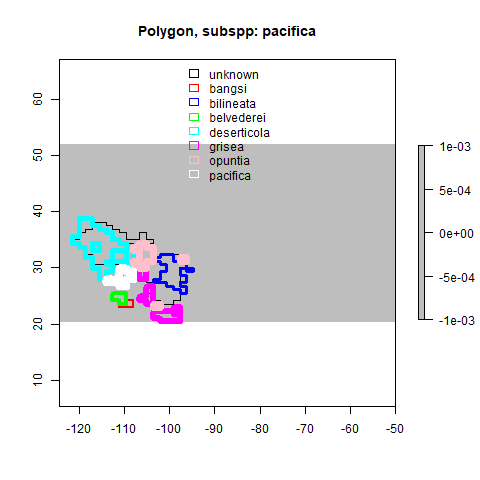 Polygon, subspp: pacifica
unknown
bangsi
bilineata
belvederei
deserticola
grisea
opuntia
pacifica
60
50
40
30
20
10
-120 -110 -100 -90 -80 -70 -60 -50
1e-03
5e-04
0e+00
-5e-04
-1e-03